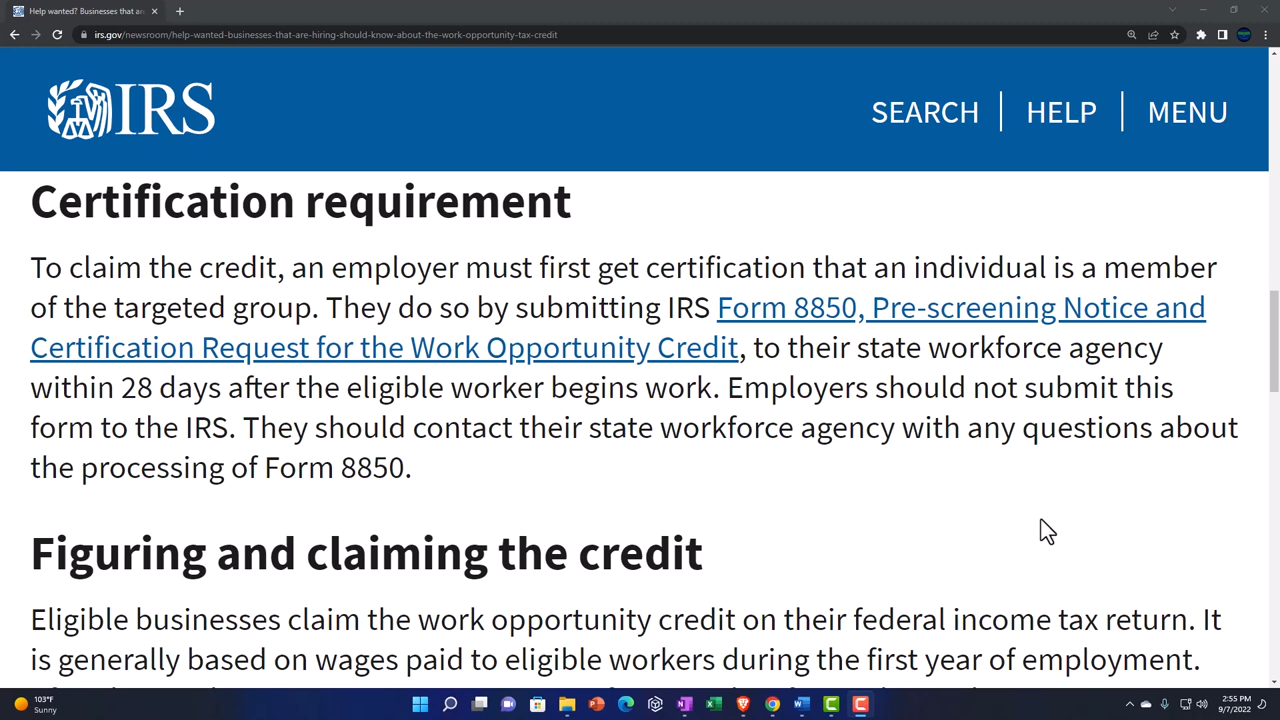 Help wanted? Businesses that are
irs.gov/newsroom/help-wanted-businesses-that-are-hiring-should-know-about-the-work-opportunity-tax-credit
IRS
SEARCH
HELP
MENU
Certification requirement
To claim the credit, an employer must first get certification that an individual is a member
of the targeted group. They do so by submitting IRS Form 8850, Pre-screening Notice and
Certification Request for the Work Opportunity Credit, to their state workforce agency
within 28 days after the eligible worker begins work. Employers should not submit this
form to the IRS. They should contact their state workforce agency with any questions about
the processing of Form 8850.
Figuring and claiming the credit
Eligible businesses claim the work opportunity credit on their federal income tax return. It
is generally based on wages paid to eligible workers during the first year of employment.
103°F
Sunny
2:55 PM
9/7/2022